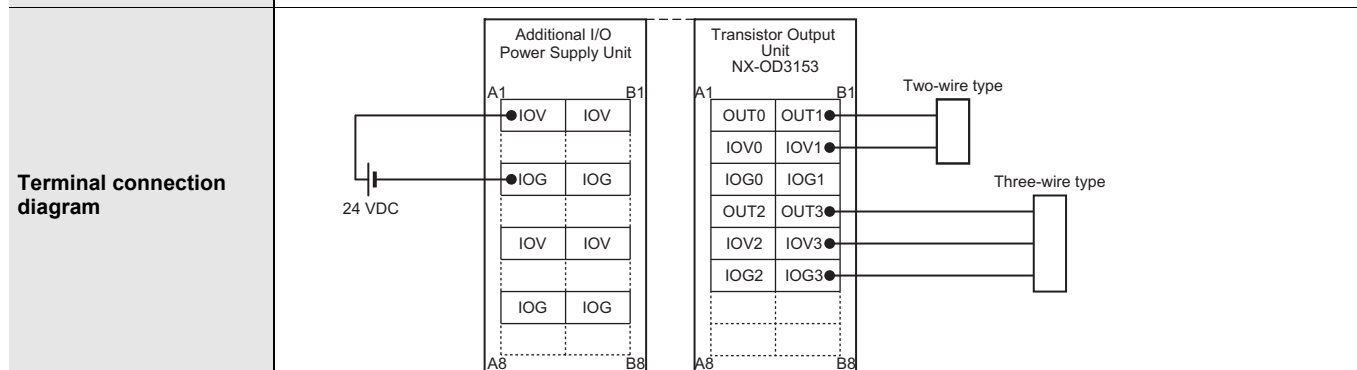 Terminal connection
diagram
24 VDC
Additional I/O
Power Supply Unit
A1 B1
IOV IOV
IOG IOG
IOV IOV
IOG IOG
A8 B8
Transistor Output
Unit
NX-OD3153
A1 B1
OUT0 OUT1
IOV0 IOV1
IOG0 IOG1
OUT2 OUT3
IOV2 IOV3
IOG2 IOG3
A8 B8
Two-wire type
Three-wire type